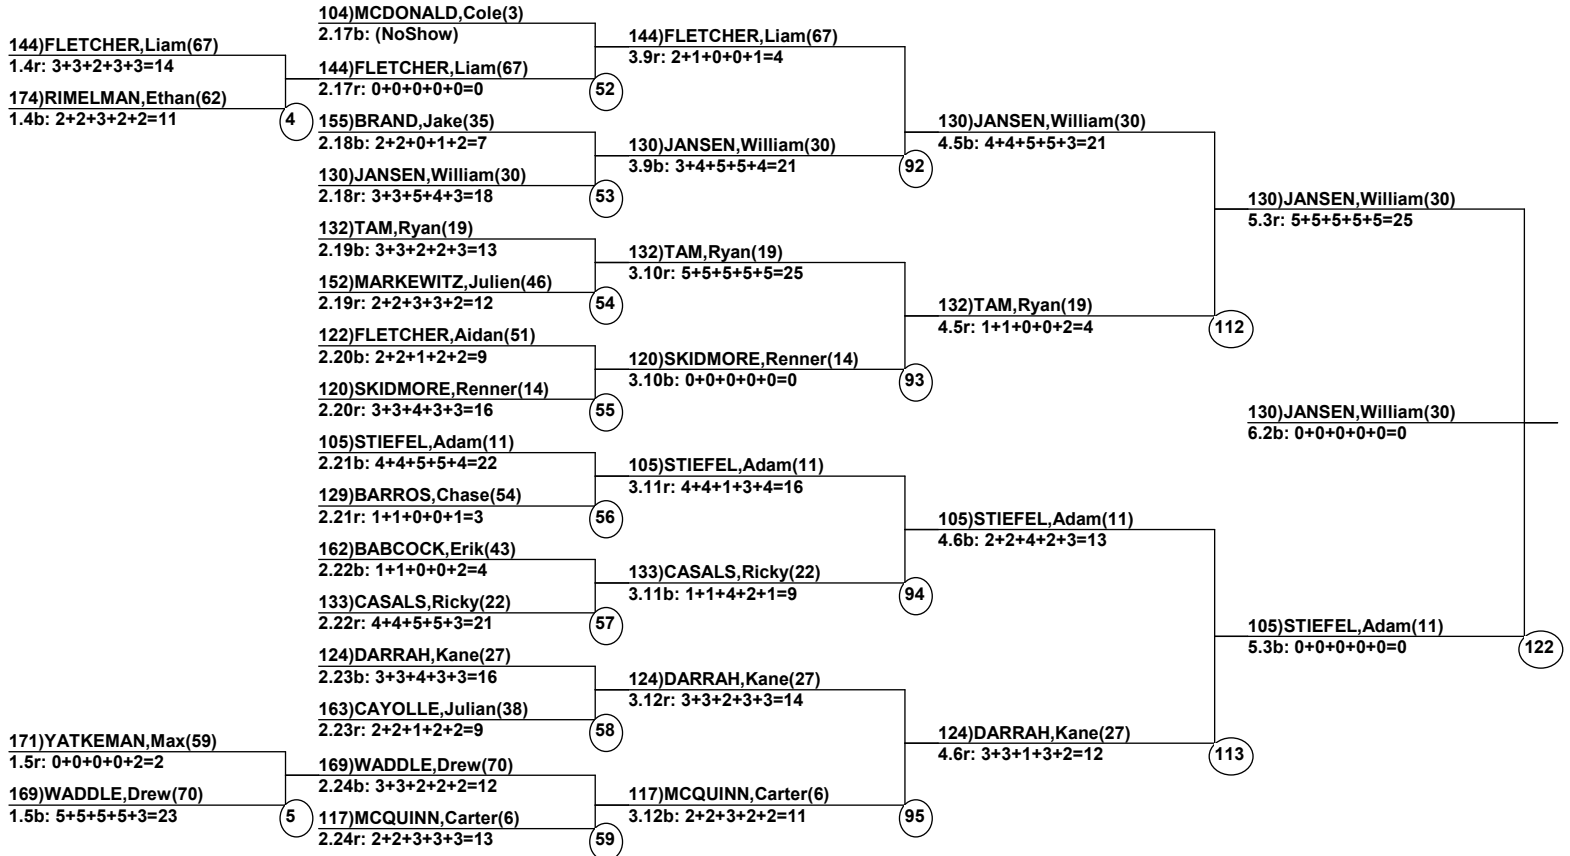 144)FLETCHER,Liam(67)
1.4r: 3+3+2+3+3=14
174)RIMELMAN,Ethan(62)
1.4b: 2+2+3+2+2=11
4
171)YATKEMAN,Max(59)
1.5r: 0+0+0+0+2=2
169)WADDLE,Drew(70)
1.5b: 5+5+5+5+3=23
5
104)MCDONALD,Cole(3)
2.17b: (NoShow)
144)FLETCHER,Liam(67)
2.17r: 0+0+0+0+0=0
52
155)BRAND,Jake(35)
2.18b: 2+2+0+1+2=7
130)JANSEN,William(30)
2.18r: 3+3+5+4+3=18
53
132)TAM,Ryan(19)
2.19b: 3+3+2+2+3=13
152)MARKEWITZ,Julien(46)
2.19r: 2+2+3+3+2=12
54
122)FLETCHER,Aidan(51)
2.20b: 2+2+1+2+2=9
120)SKIDMORE,Renner(14)
2.20r: 3+3+4+3+3=16
55
105)STIEFEL,Adam(11)
2.21b: 4+4+5+5+4=22
129)BARROS,Chase(54)
2.21r: 1+1+0+0+1=3
56
162)BABCOCK,Erik(43)
2.22b: 1+1+0+0+2=4
133)CASALS,Ricky(22)
2.22r: 4+4+5+5+3=21
57
124)DARRAH,Kane(27)
2.23b: 3+3+4+3+3=16
163)CAYOLLE,Julian(38)
2.23r: 2+2+1+2+2=9
58
169)WADDLE,Drew(70)
2.24b: 3+3+2+2+2=12
117)MCQUINN,Carter(6)
2.24r: 2+2+3+3+3=13
59
144)FLETCHER,Liam(67)
3.9r: 2+1+0+0+1=4
130)JANSEN,William(30)
3.9b: 3+4+5+5+4=21
92
132)TAM,Ryan(19)
3.10r: 5+5+5+5+5=25
120)SKIDMORE,Renner(14)
3.10b: 0+0+0+0+0=0
93
105)STIEFEL,Adam(11)
3.11r: 4+4+1+3+4=16
133)CASALS,Ricky(22)
3.11b: 1+1+4+2+1=9
94
124)DARRAH,Kane(27)
3.12r: 3+3+2+3+3=14
117)MCQUINN,Carter(6)
3.12b: 2+2+3+2+2=11
95
130)JANSEN,William(30)
4.5b: 4+4+5+5+3=21
132)TAM,Ryan(19)
4.5r: 1+1+0+0+2=4
112
105)STIEFEL,Adam(11)
4.6b: 2+2+4+2+3=13
124)DARRAH,Kane(27)
4.6r: 3+3+1+3+2=12
113
130)JANSEN,William(30)
5.3r: 5+5+5+5+5=25
105)STIEFEL,Adam(11)
5.3b: 0+0+0+0+0=0
122
130)JANSEN,William(30)
6.2b: 0+0+0+0+0=0